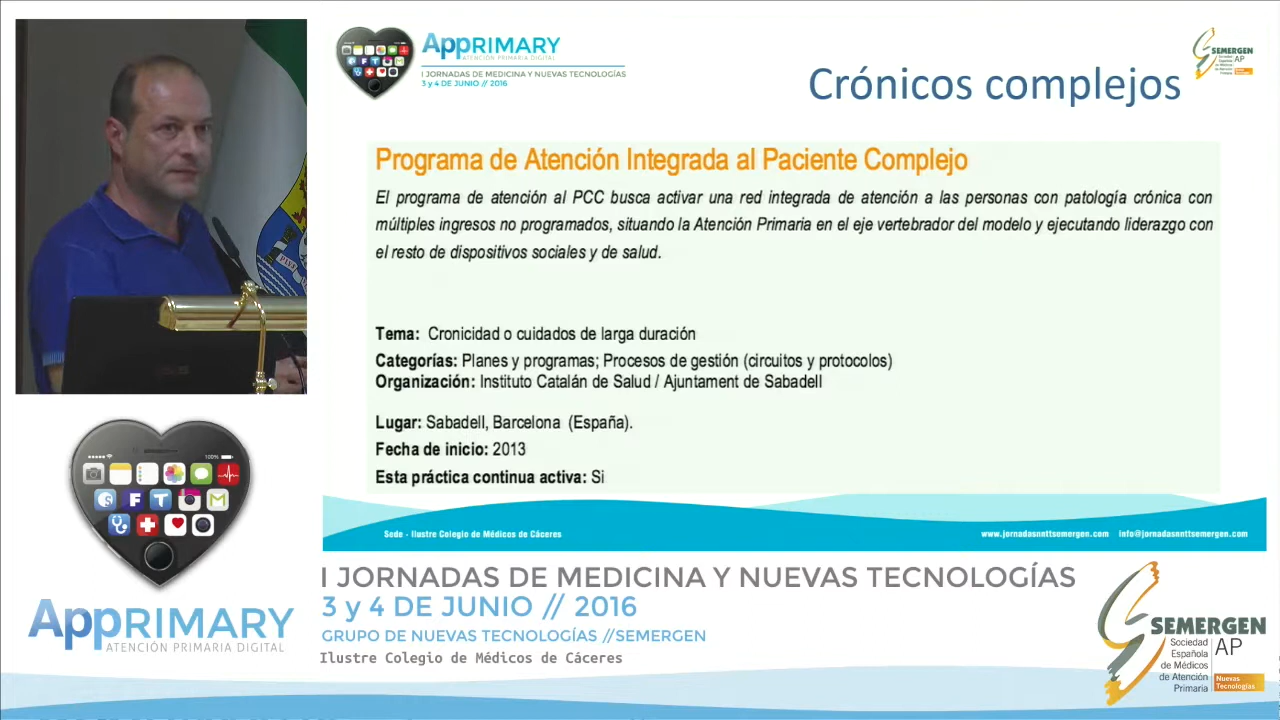 AppRIMARY
ATENCIÓN PRIMARIA DIGITAL
I JORNADAS DE MEDICINA Y NUEVAS TECNOLOGÍAS
3 y 4 DE JUNIO // 2016
SEMERGEN
AP
Crónicos complejos
Programa de Atención Integrada al Paciente Complejo
El programa de atención al PCC busca activar una red integrada de atención a las personas con patología crónica con
múltiples ingresos no programados, situando la Atención Primaria en el eje vertebrador del modelo y ejecutando liderazgo con
el resto de dispositivos sociales y de salud.
Tema: Cronicidad o cuidados de larga duración
Categorías: Planes y programas; Procesos de gestión (circuitos y protocolos)
Organización: Instituto Catalán de Salud / Ajuntament de Sabadell
Lugar: Sabadell, Barcelona (España).
Fecha de inicio: 2013
Esta práctica continua activa: Si
Sede - Ilustre Colegio de Médicos de Cáceres
www.jornadasnnttsemergen.com info@jornadasnnttsemergen.com
100%
AppRIMARY
ATENCIÓN PRIMARIA DIGITAL
I JORNADAS DE MEDICINA Y NUEVAS TECNOLOGÍAS
3 y 4 DE JUNIO // 2016
GRUPO DE NUEVAS TECNOLOGÍAS //SEMERGEN
Ilustre Colegio de Médicos de Cáceres
SEMERGEN
Sociedad
Española
de Médicos
de Atención
Primaria
AP
Nuevas
Tecnologías